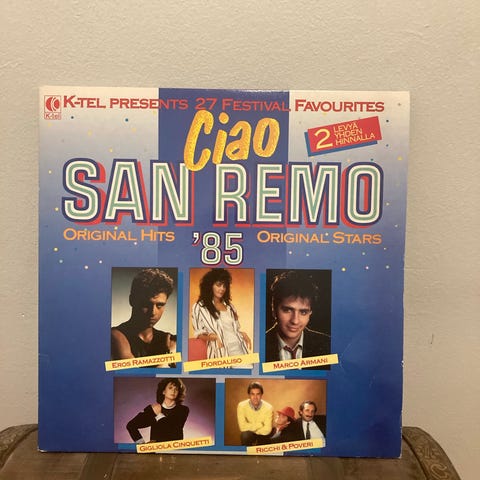 K-tel
K-TEL PRESENTS 27 FESTIVAL FAVOURITES
Ciao
2 LEVYÄ
YHDEN
HINNALLA
SAN REMO
ORIGINAL HITS '85 ORIGINAL STARS
EROS RAMAZZOTTI
FIORDALISO
MARCO ARMANI
GIGLIOLA CINQUETTI
RICCHI & POVERI